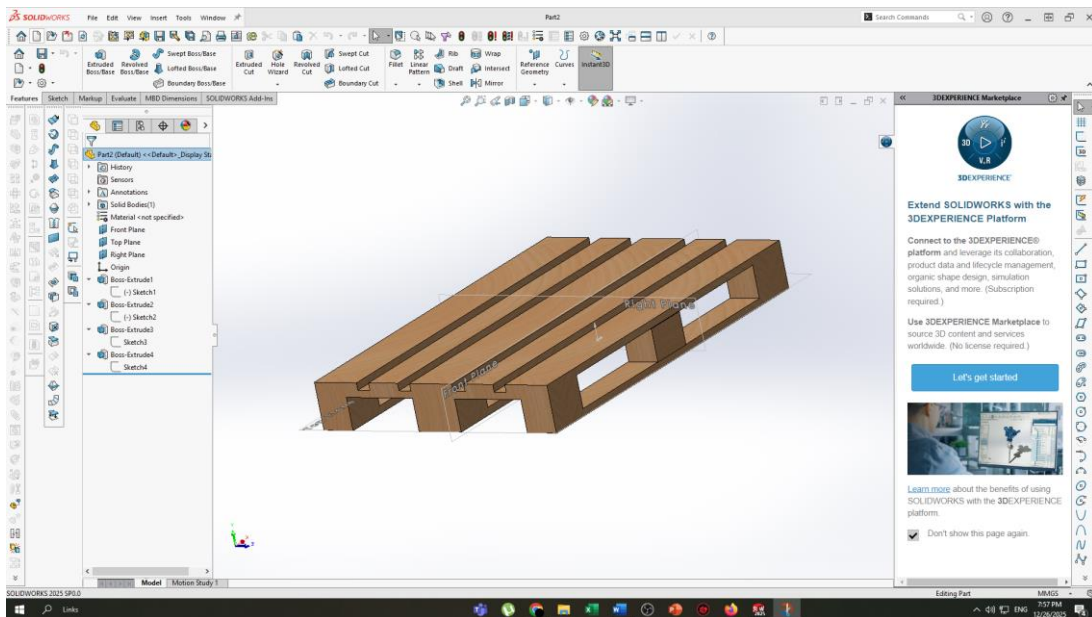 SOLIDWORKS File Edit View Insert Tools Window Part2 Search Commands
Extruded Boss/Base
Revolved Boss/Base
Swept Boss/Base
Lofted Boss/Base
Boundary Boss/Base
Extruded Cut
Hole Wizard
Revolved Cut
Swept Cut
Lofted Cut
Boundary Cut
Fillet
Linear Pattern
Rib
Draft
Shell
Wrap
Intersect
Mirror
Reference Geometry
Curves
Instant3D
Features Sketch Markup Evaluate MBD Dimensions SOLIDWORKS Add-Ins
Part2 (Default) <<Default>_Display Sta
History
Sensors
Annotations
Solid Bodies(1)
Material <not specified>
Front Plane
Top Plane
Right Plane
Origin
Boss-Extrude1
(-) Sketch1
Boss-Extrude2
(-) Sketch2
Boss-Extrude3
Sketch3
Boss-Extrude4
Sketch4
Right Plane
Front Plane
3DEXPERIENCE Marketplace
3D
V.R
3DEXPERIENCE
Extend SOLIDWORKS with the
3DEXPERIENCE Platform
Connect to the 3DEXPERIENCE®
platform and leverage its collaboration,
product data and lifecycle management,
organic shape design, simulation
solutions, and more. (Subscription
required.)
Use 3DEXPERIENCE Marketplace to
source 3D content and services
worldwide. (No license required.)
Let's get started
Learn more about the benefits of using
SOLIDWORKS with the 3DEXPERIENCE
platform.
Don't show this page again.
Model Motion Study 1
SOLIDWORKS 2025 SP0.0 Editing Part MMGS
Links
ENG
7:57 PM
12/26/2025